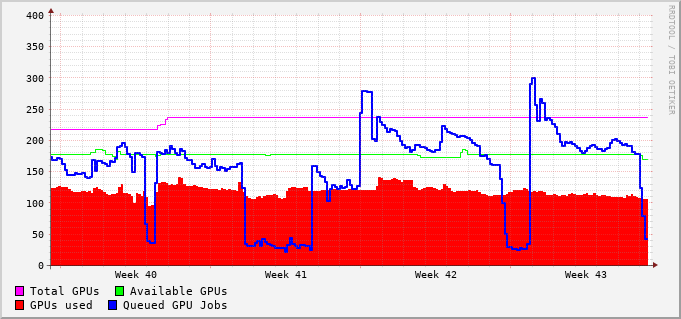 400
350
300
250
200
150
100
50
0
Week 40 Week 41 Week 42 Week 43
Total GPUs Available GPUs
GPUs used Queued GPU Jobs
RRDTOOL / TOBI OETIKER